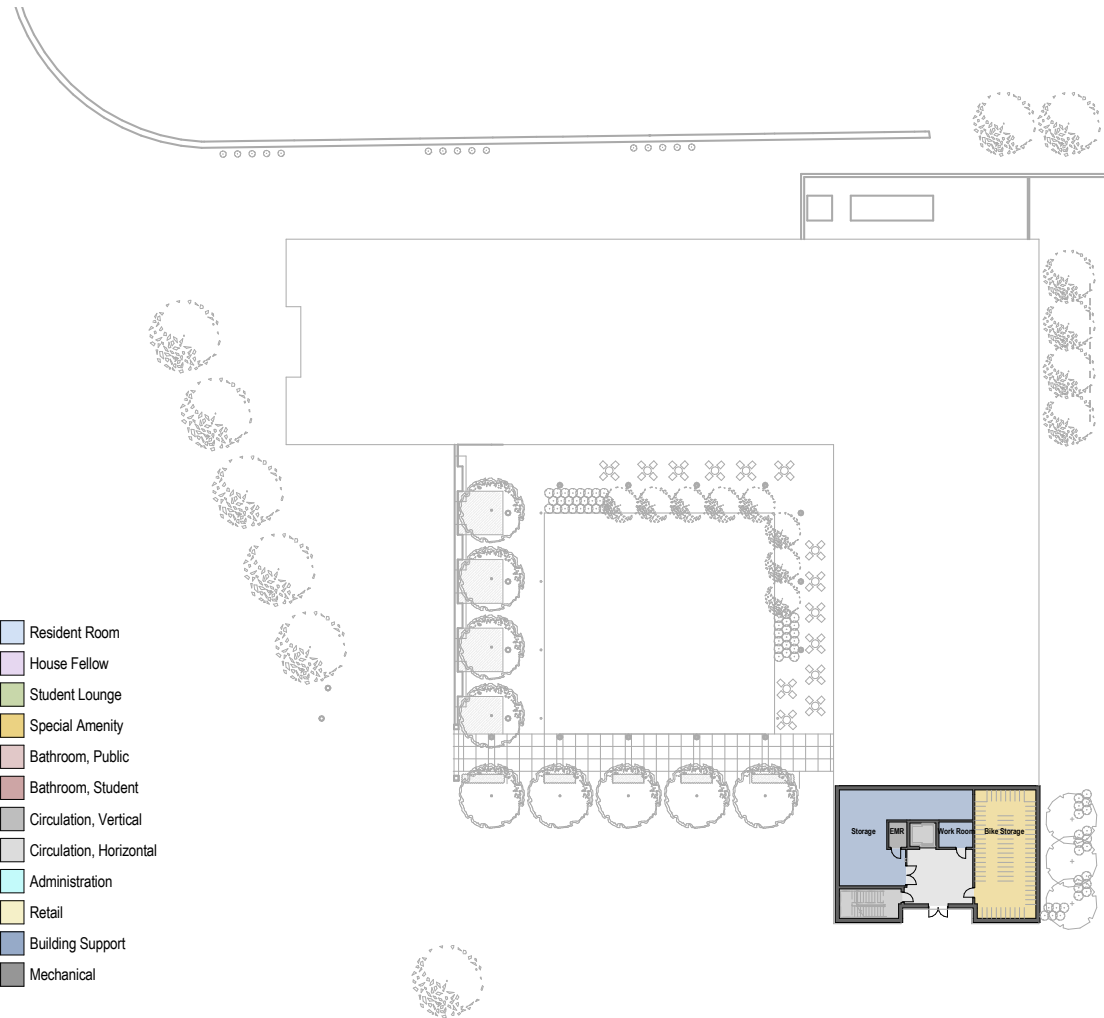 Resident Room
House Fellow
Student Lounge
Special Amenity
Bathroom, Public
Bathroom, Student
Circulation, Vertical
Circulation, Horizontal
Administration
Retail
Building Support
Mechanical
Storage
EMR
Work Room
Bike Storage